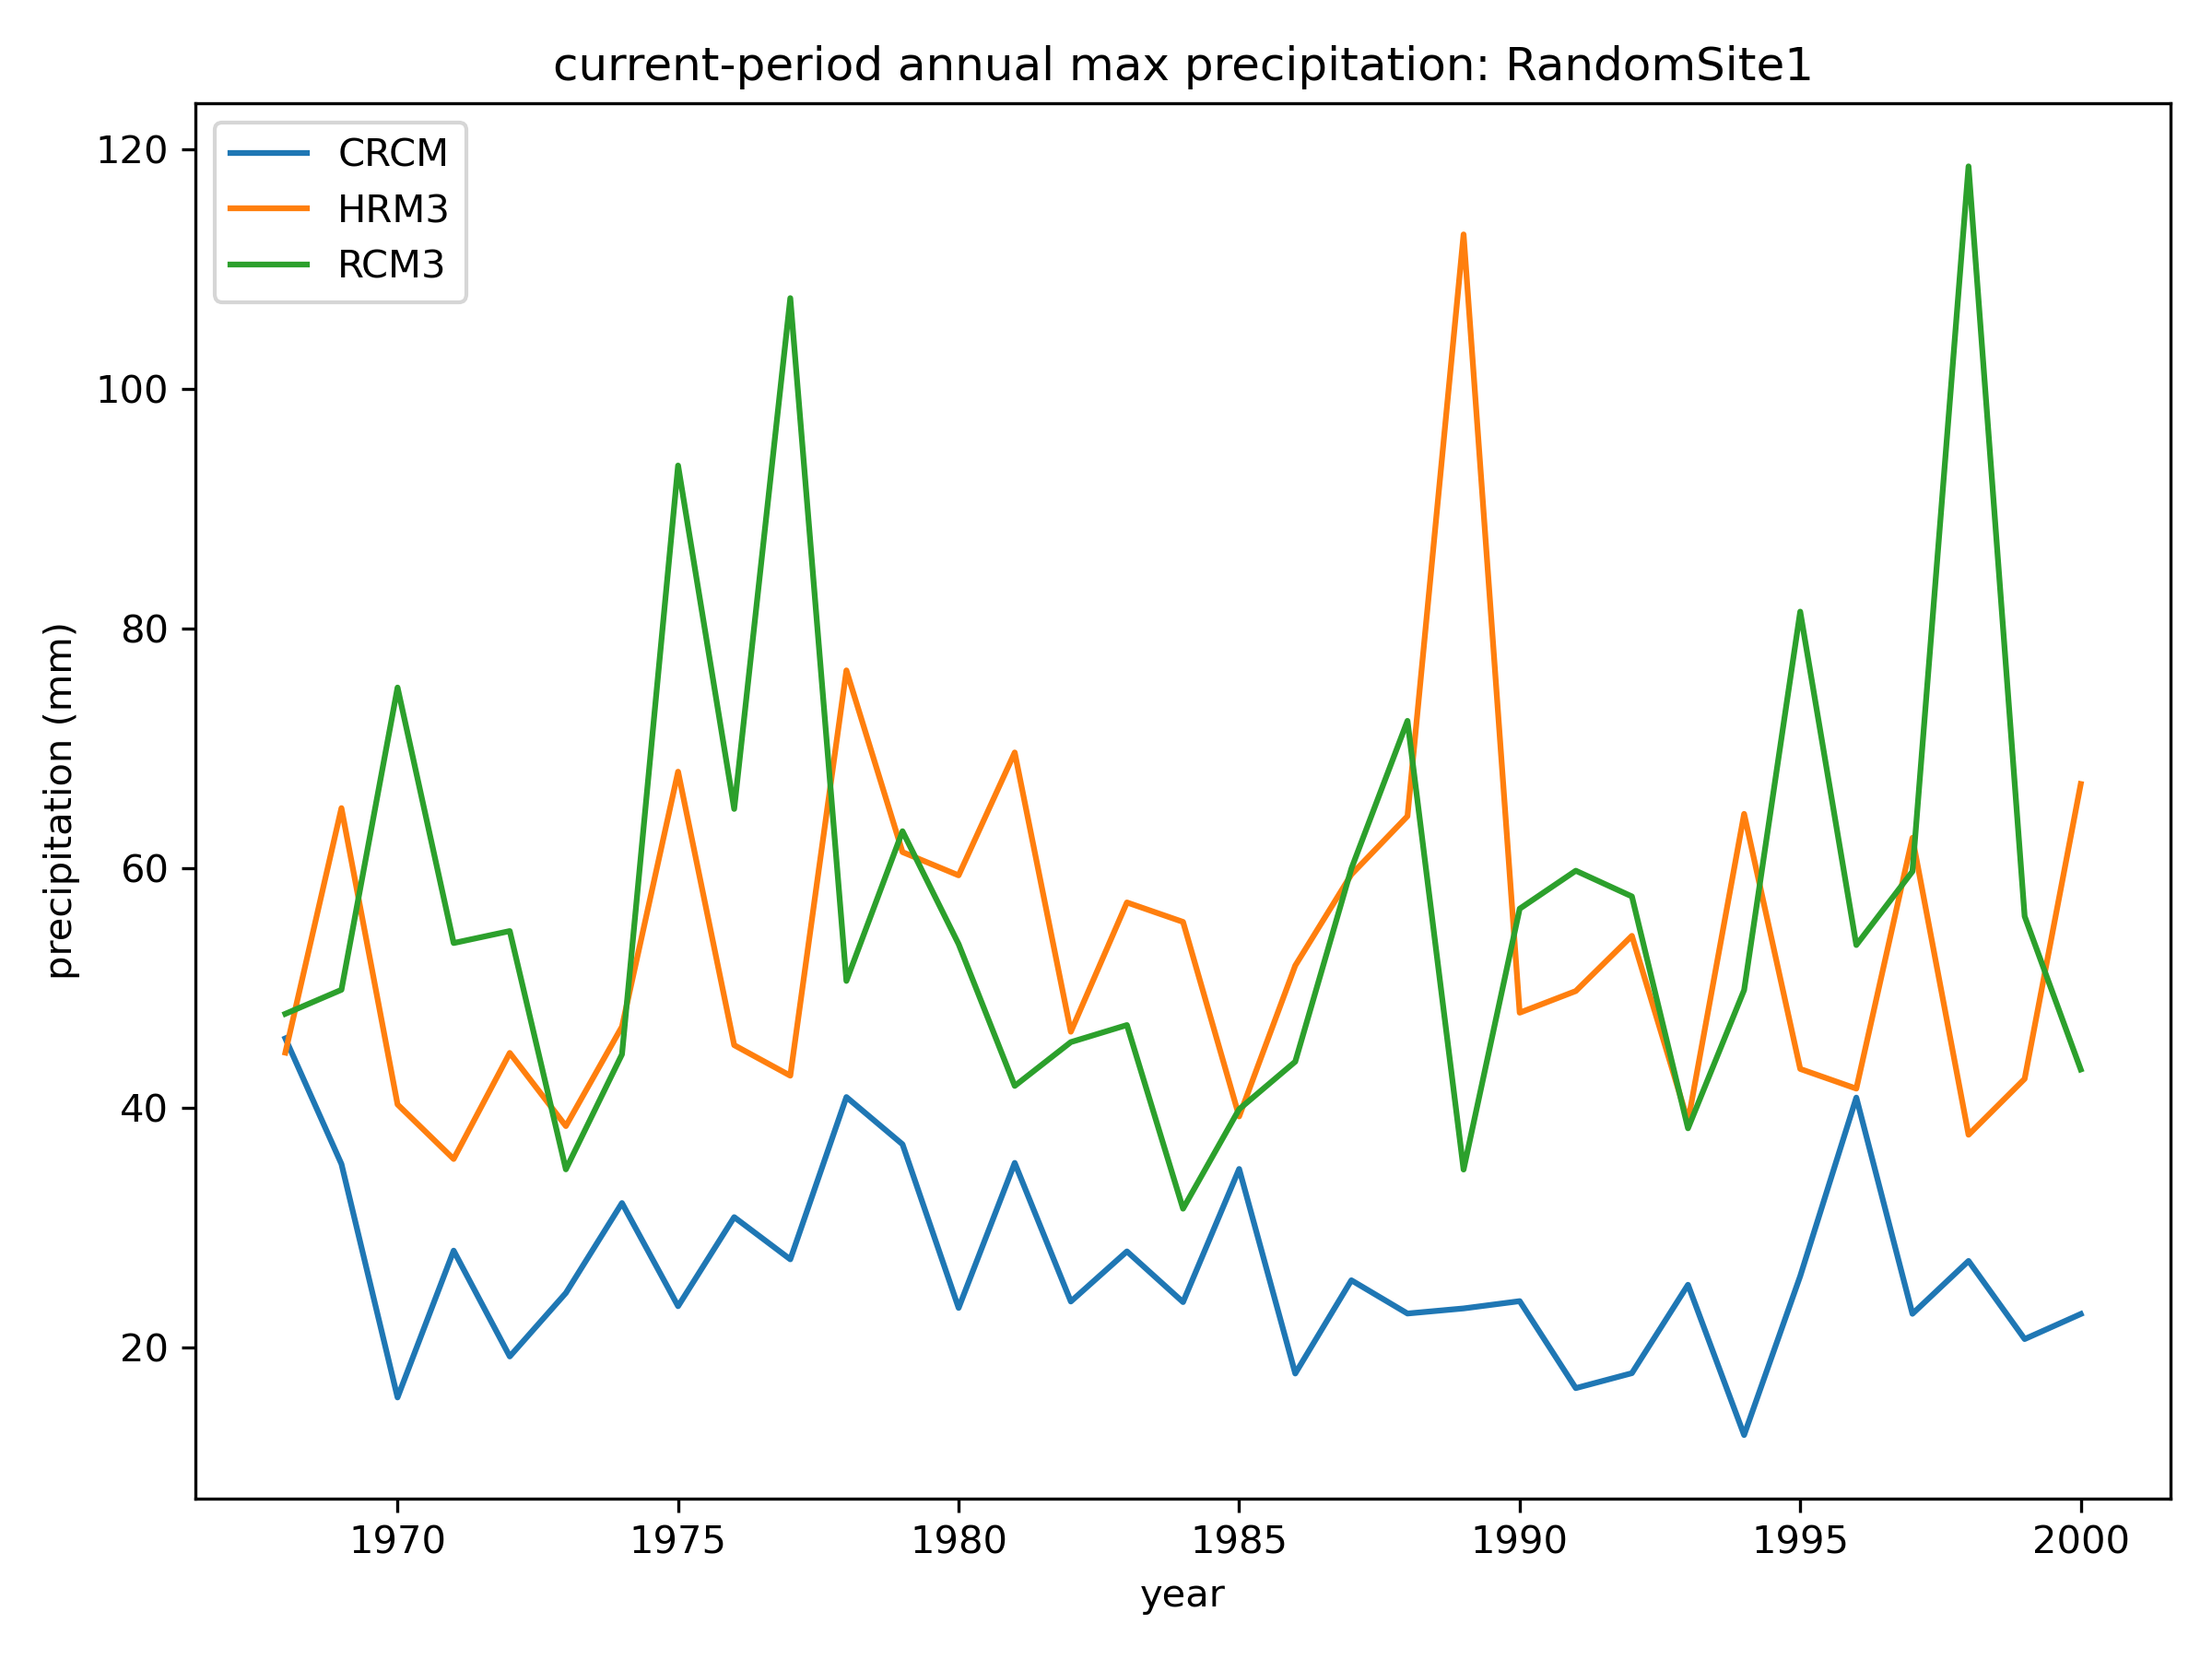 current-period annual max precipitation: RandomSite1
CRCM
HRM3
RCM3
120
100
80
60
40
20
precipitation (mm)
1970 1975 1980 1985 1990 1995 2000
year